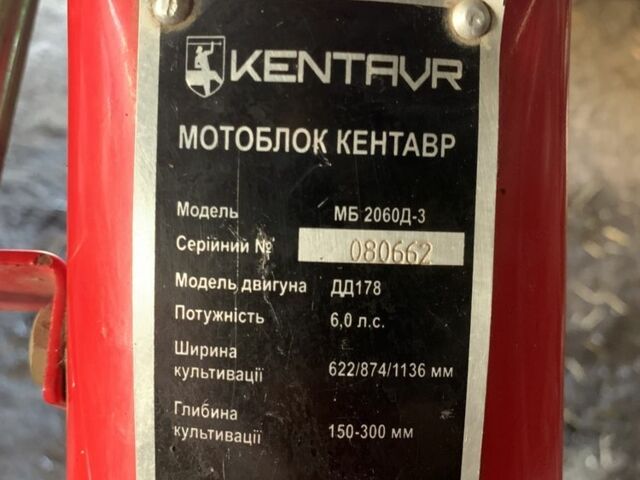 KENTAVR
МОТОБЛОК КЕНТАВР
Модель МБ 2060Д-3
Серійний № 080662
Модель двигуна ДД178
Потужність 6,0 л.с.
Ширина
культивації 622/874/1136 мм
Глибина
культивації 150-300 мм